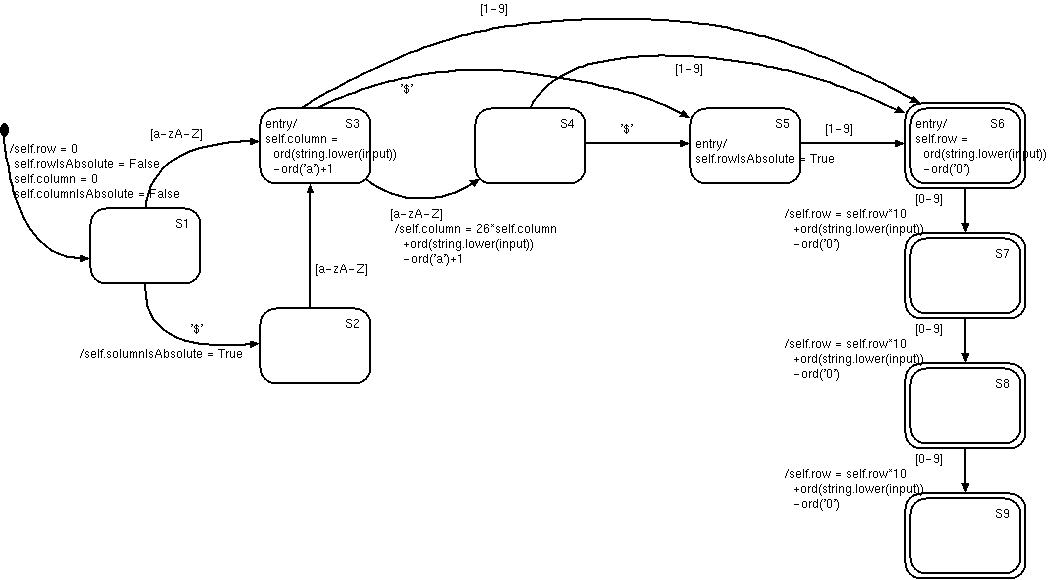 [1-9]
[1-9]
'$'
[a-zA-Z]
/self.row = 0
self.rowIsAbsolute = False
self.column = 0
self.columnIsAbsolute = False
S1
entry/
S3
self.column =
ord(string.lower(input))
-ord('a')+1
S4
'$'
S5
entry/
self.rowIsAbsolute = True
[1-9]
entry/
S6
self.row =
ord(string.lower(input))
-ord('0')
[a-zA-Z]
/self.column = 26*self.column
+ord(string.lower(input))
-ord('a')+1
[a-zA-Z]
'$'
/self.solumnIsAbsolute = True
S2
[0-9]
/self.row = self.row*10
+ord(string.lower(input))
-ord('0')
S7
[0-9]
/self.row = self.row*10
+ord(string.lower(input))
-ord('0')
S8
[0-9]
/self.row = self.row*10
+ord(string.lower(input))
-ord('0')
S9